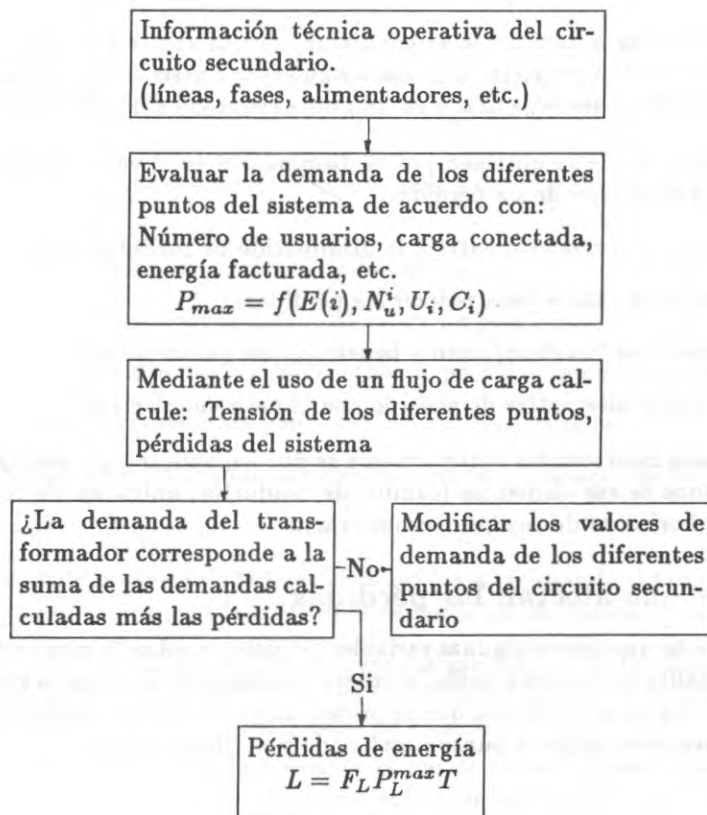 Información técnica operativa del cir-
cuito secundario.
(líneas, fases, alimentadores, etc.)
Evaluar la demanda de los diferentes
puntos del sistema de acuerdo con:
Número de usuarios, carga conectada,
energía facturada, etc.
P_{max} = f(E(i), N_u^i, U_i, C_i)
Mediante el uso de un flujo de carga cal-
cule: Tensión de los diferentes puntos,
pérdidas del sistema
¿La demanda del trans-
formador corresponde a la
suma de las demandas cal-
culadas más las pérdidas?
No
Modificar los valores de
demanda de los diferentes
puntos del circuito secun-
dario
Si
Pérdidas de energía
L = F_L P_L^{max} T